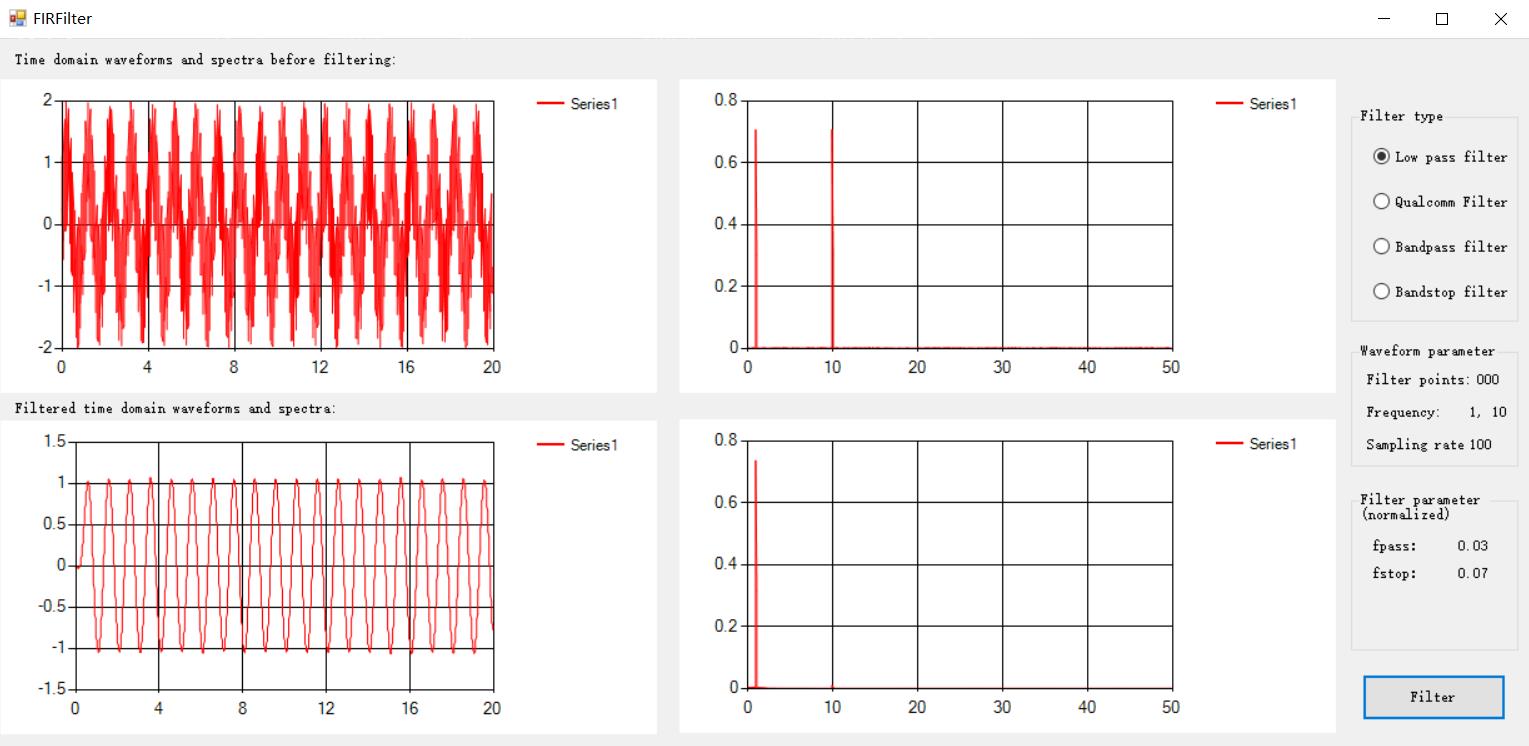 FIRFilter
Time domain waveforms and spectra before filtering:
2
1
0
-1
-2
0 4 8 12 16 20
Series1
0.8
0.6
0.4
0.2
0
0 10 20 30 40 50
Series1
Filtered time domain waveforms and spectra:
1.5
1
0.5
0
-0.5
-1
-1.5
0 4 8 12 16 20
Series1
0.8
0.6
0.4
0.2
0
0 10 20 30 40 50
Series1
Filter type
Low pass filter
Qualcomm Filter
Bandpass filter
Bandstop filter
Waveform parameter
Filter points: 000
Frequency: 1, 10
Sampling rate 100
Filter parameter
(normalized)
fpass: 0.03
fstop: 0.07
Filter